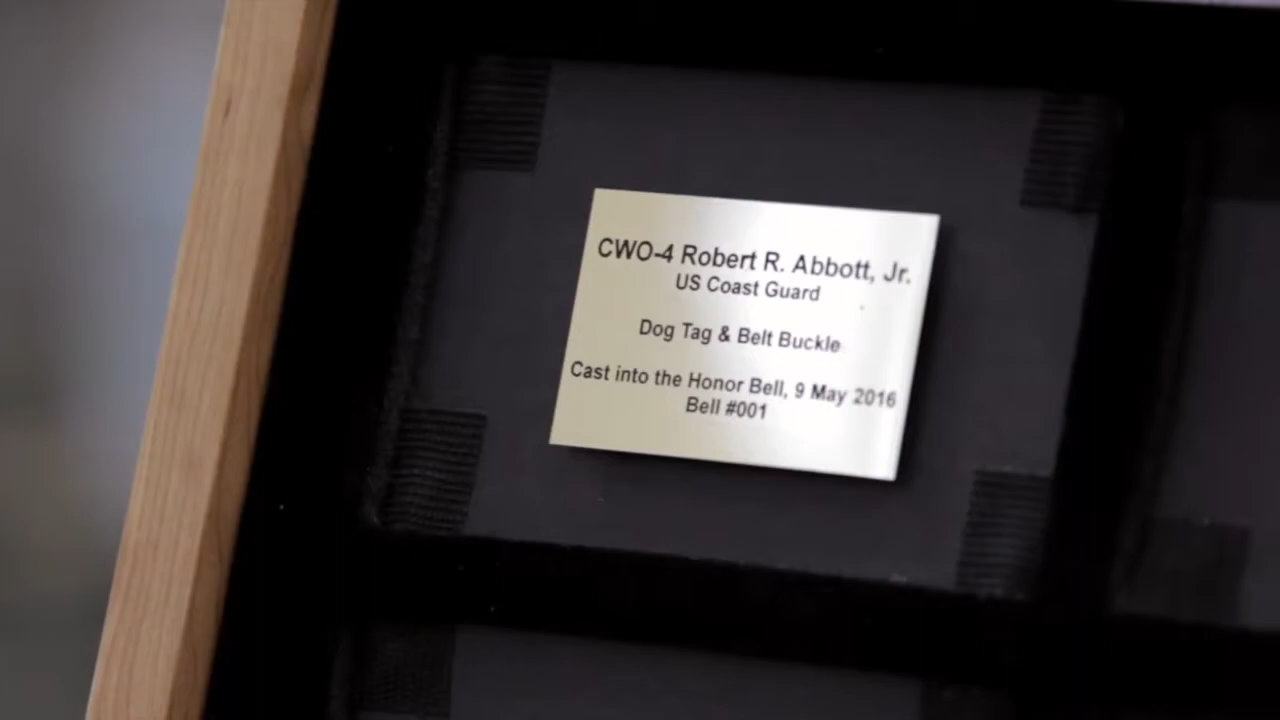 CWO-4 Robert R. Abbott, Jr.
US Coast Guard
Dog Tag & Belt Buckle
Cast into the Honor Bell, 9 May 2016
Bell #001